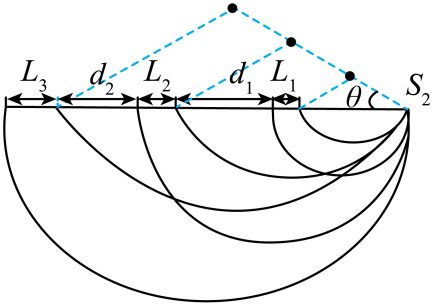 L₃ d₂ L₂ d₁ L₁ θ S₂